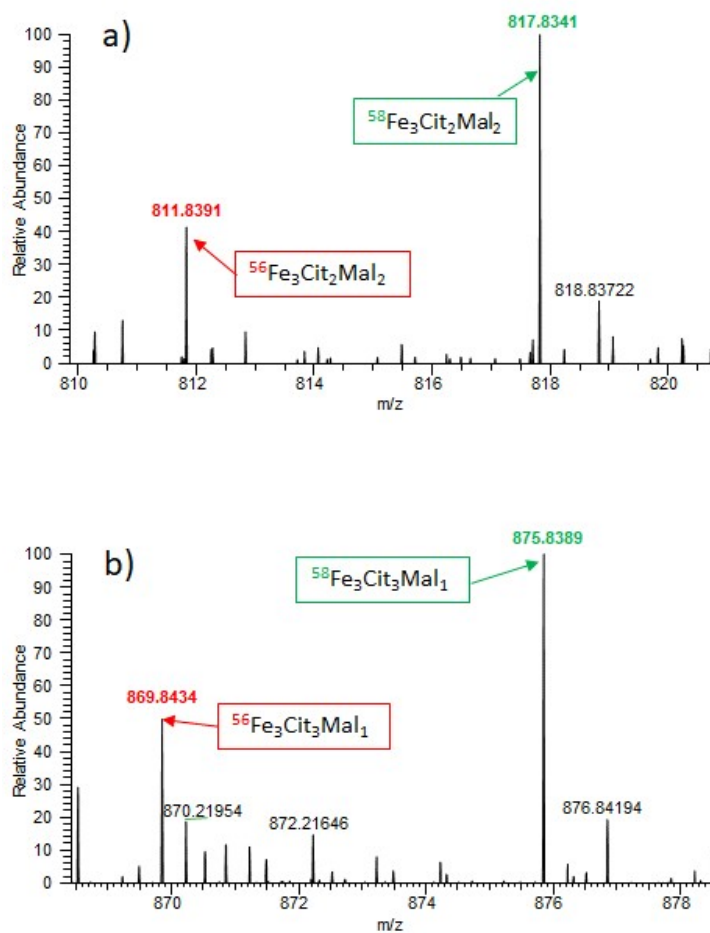 a)
817.8341
100
90
80
70
60
50
40
30
20
10
0
Relative Abundance
⁵⁸Fe₃Cit₂Mal₂
811.8391
⁵⁶Fe₃Cit₂Mal₂
818.83722
810 812 814 816 818 820
m/z
b)
875.8389
100
90
80
70
60
50
40
30
20
10
0
Relative Abundance
⁵⁸Fe₃Cit₃Mal₁
869.8434
⁵⁶Fe₃Cit₃Mal₁
870.21954
872.21646
876.84194
870 872 874 876 878
m/z